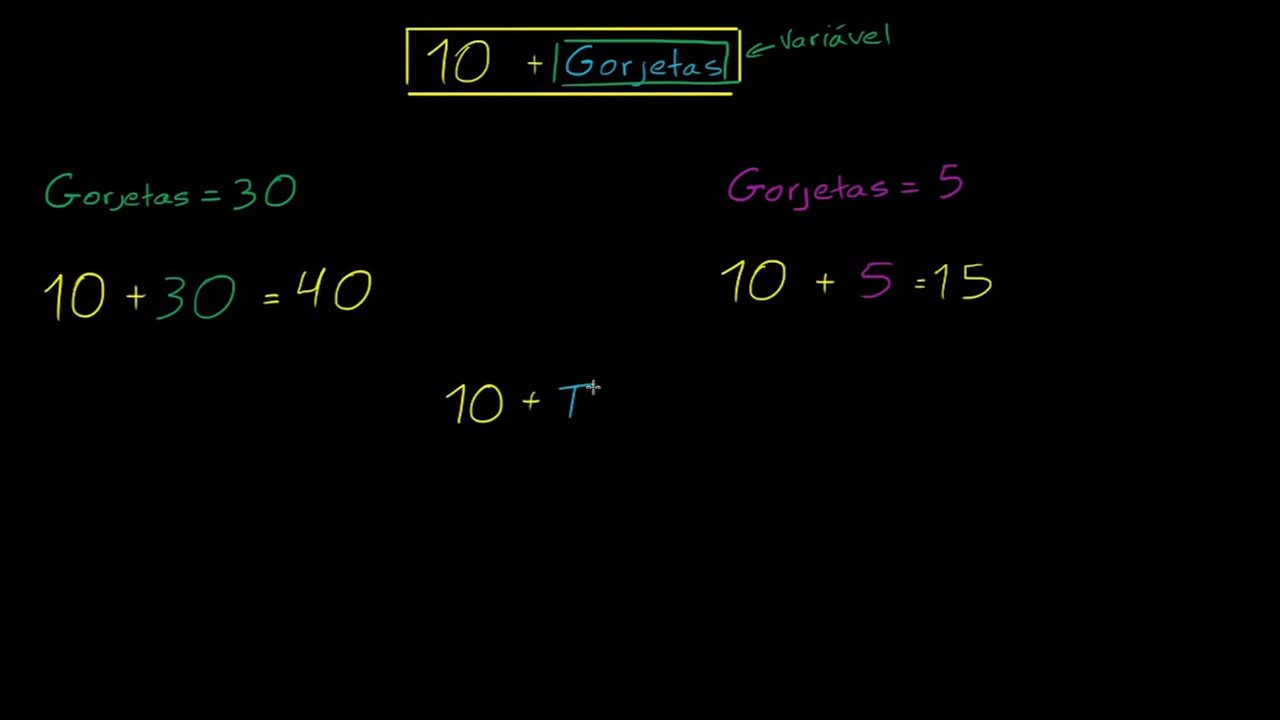 10 + Gorjetas
variável
Gorjetas = 30
10 + 30 = 40
Gorjetas = 5
10 + 5 = 15
10 + T